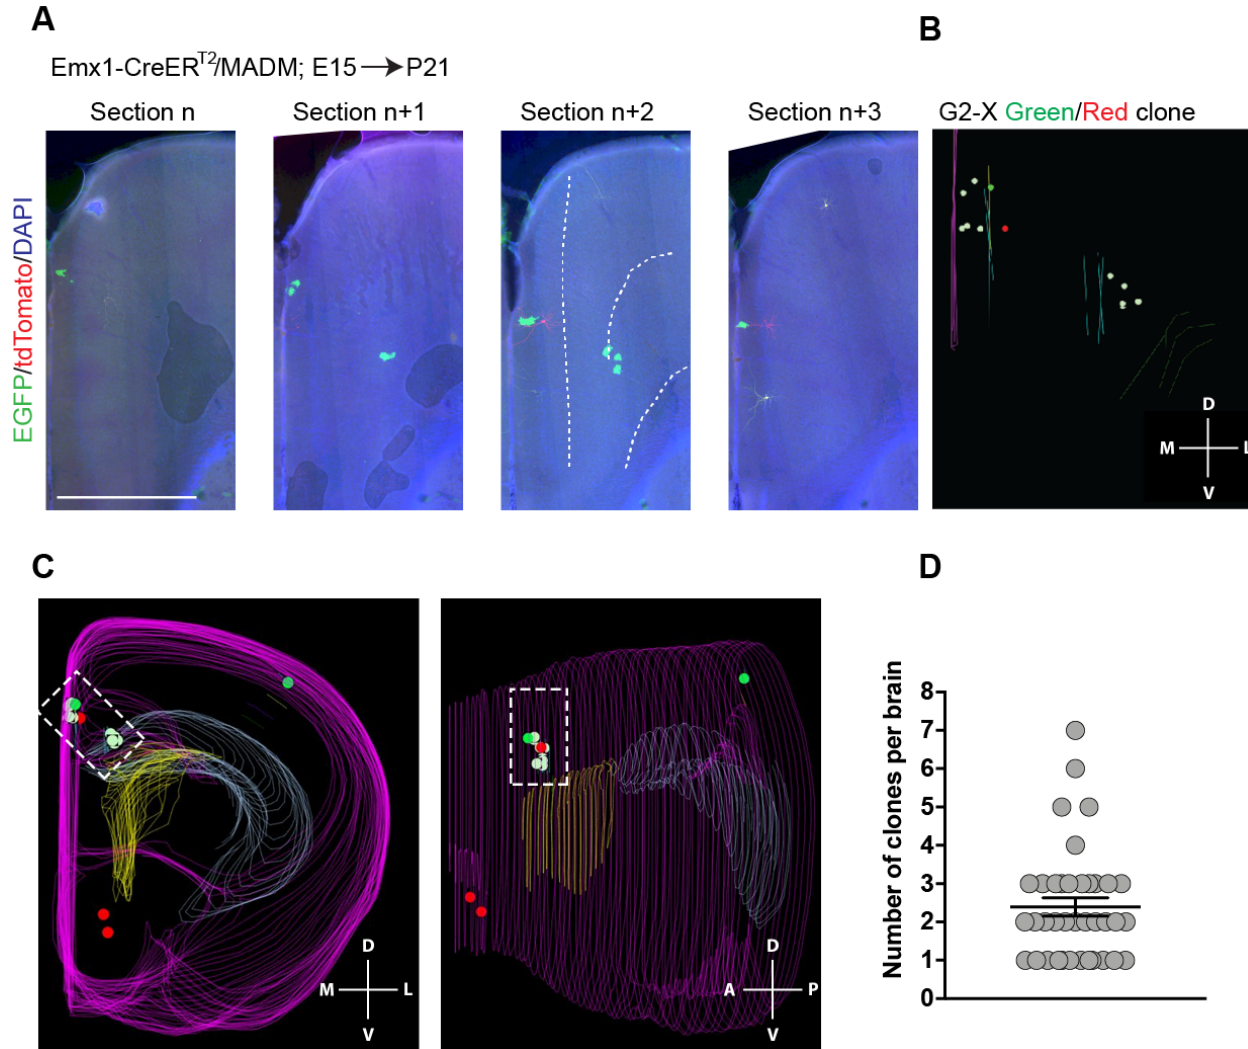 A
B
Emx1-CreER^T2/MADM; E15→P21
Section n
Section n+1
Section n+2
Section n+3
G2-X Green/Red clone
EGFP/tdTomato/DAPI
D
M
L
V
C
D
D
M
L
V
D
A
P
V
Number of clones per brain
8
7
6
5
4
3
2
1
0